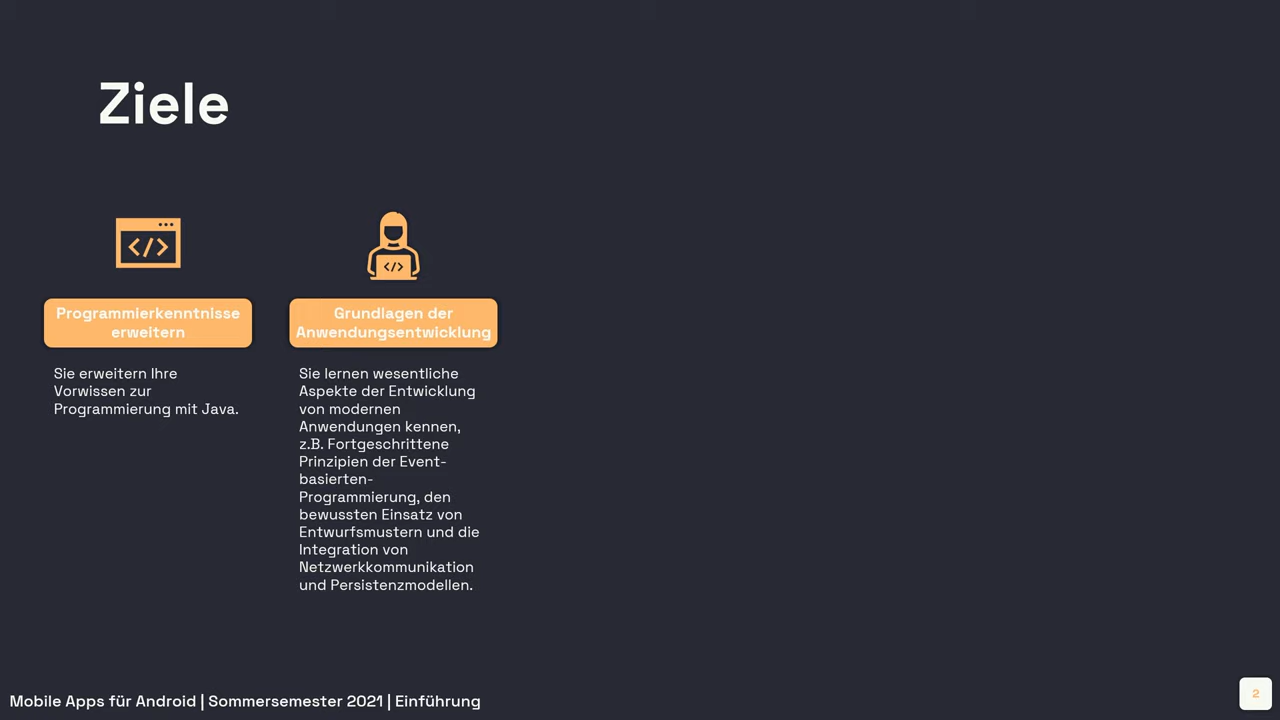 Ziele
Programmierkenntnisse
erweitern
Sie erweitern Ihre
Vorwissen zur
Programmierung mit Java.
Grundlagen der
Anwendungsentwicklung
Sie lernen wesentliche
Aspekte der Entwicklung
von modernen
Anwendungen kennen,
z.B. Fortgeschrittene
Prinzipien der Event-
basierten-
Programmierung, den
bewussten Einsatz von
Entwurfsmustern und die
Integration von
Netzwerkkommunikation
und Persistenzmodellen.
Mobile Apps für Android | Sommersemester 2021 | Einführung
2